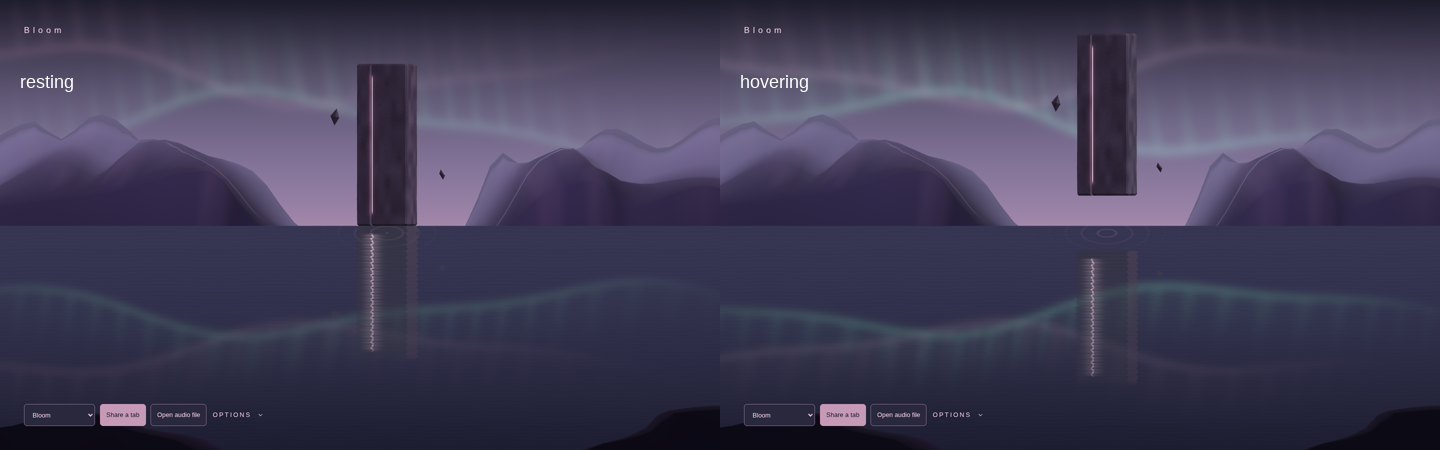 Bloom
resting
Bloom
Share a tab
Open audio file
OPTIONS
Bloom
hovering
Bloom
Share a tab
Open audio file
OPTIONS